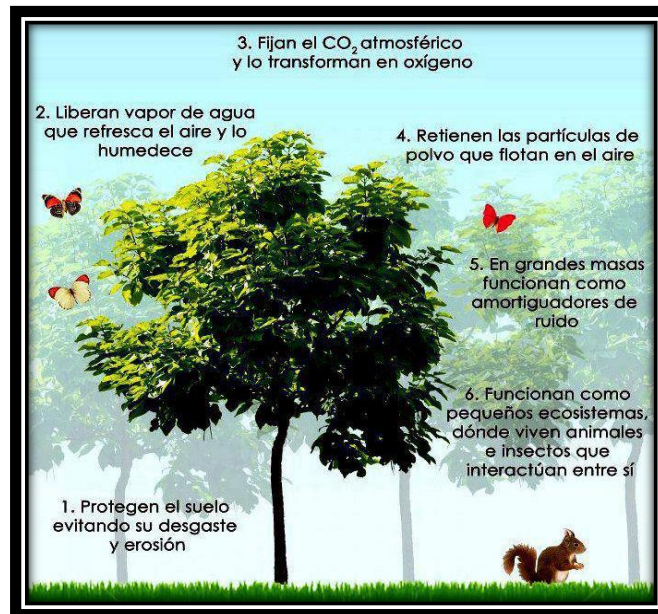 3. Fijan el CO₂ atmosférico
y lo transforman en oxígeno
2. Liberan vapor de agua
que refresca el aire y lo
humedece
4. Retienen las partículas de
polvo que flotan en el aire
5. En grandes masas
funcionan como
amortiguadores de
ruido
6. Funcionan como
pequeños ecosistemas,
dónde viven animales
e insectos que
interactúan entre sí
1. Protegen el suelo
evitando su desgaste
y erosión